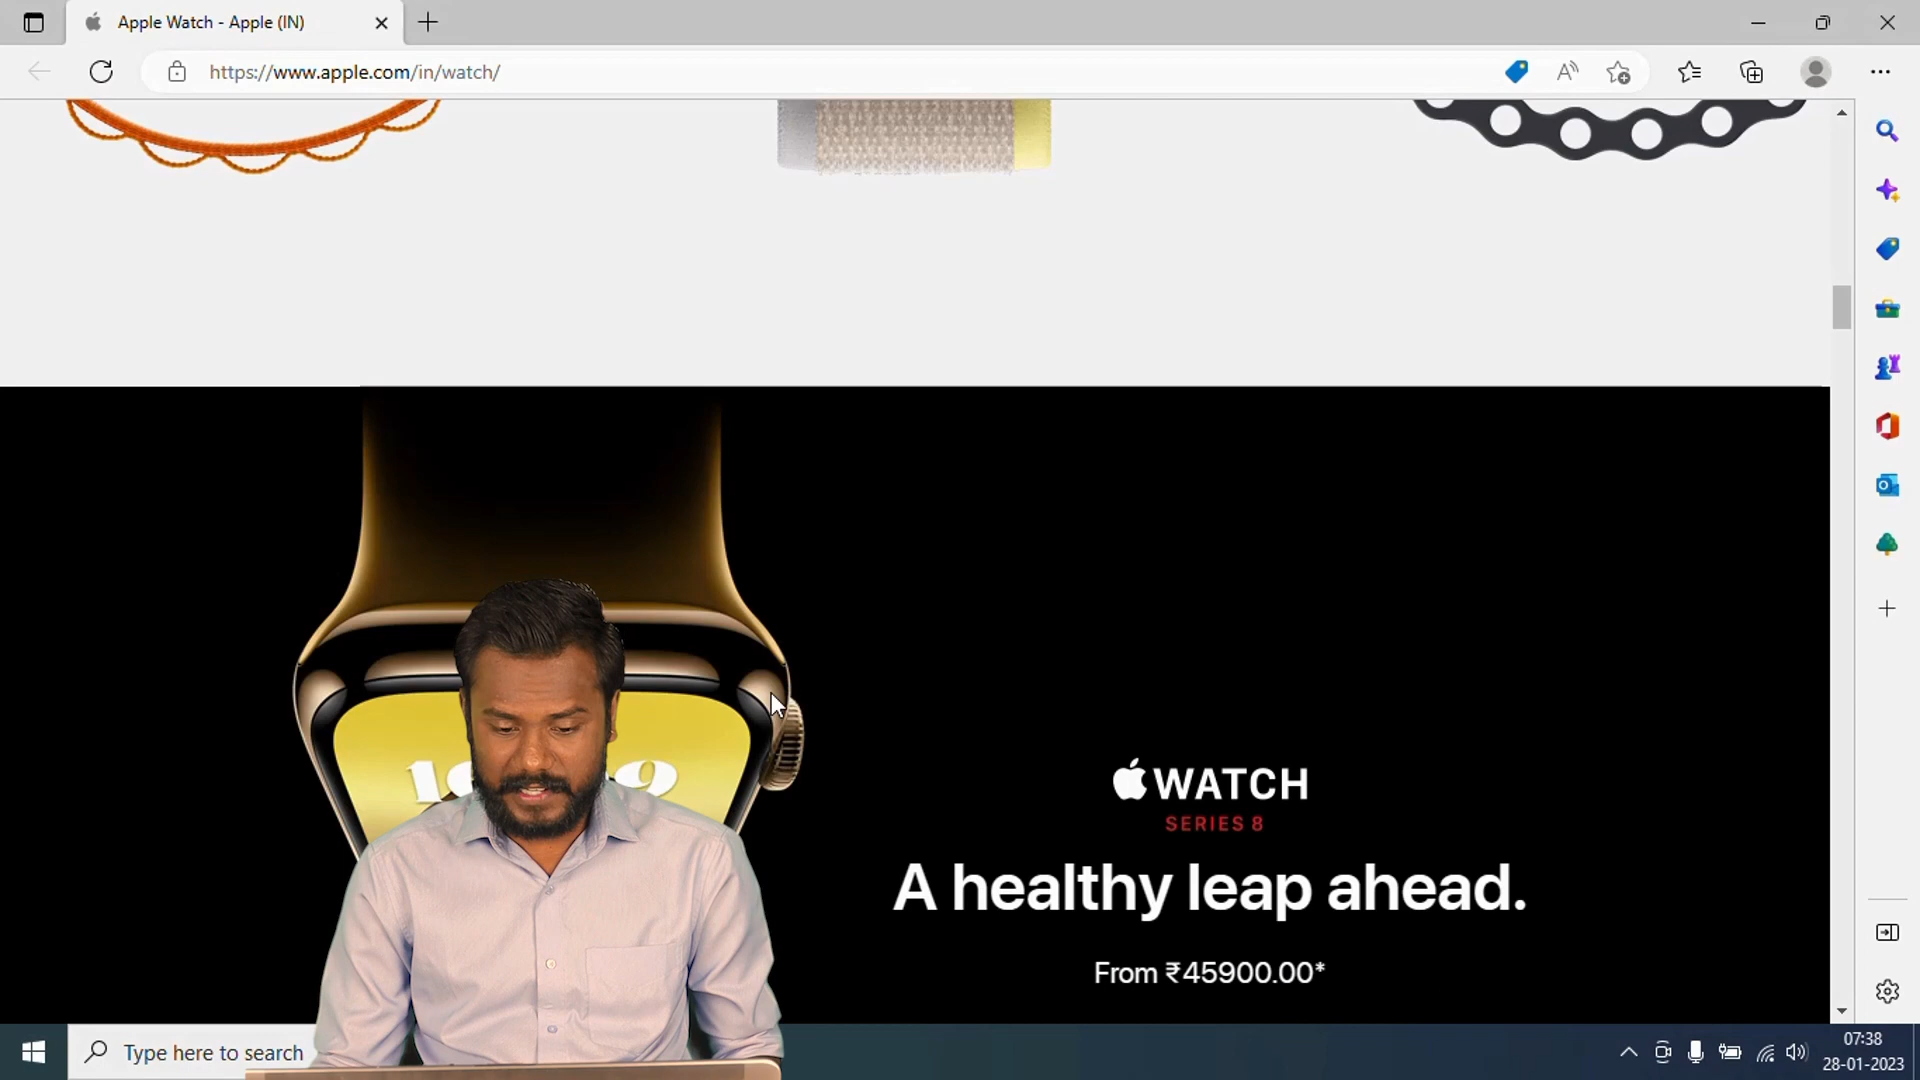 Apple Watch - Apple (IN)
https://www.apple.com/in/watch/
WATCH
SERIES 8
A healthy leap ahead.
From ₹45900.00*
Type here to search
07:38
28-01-2023